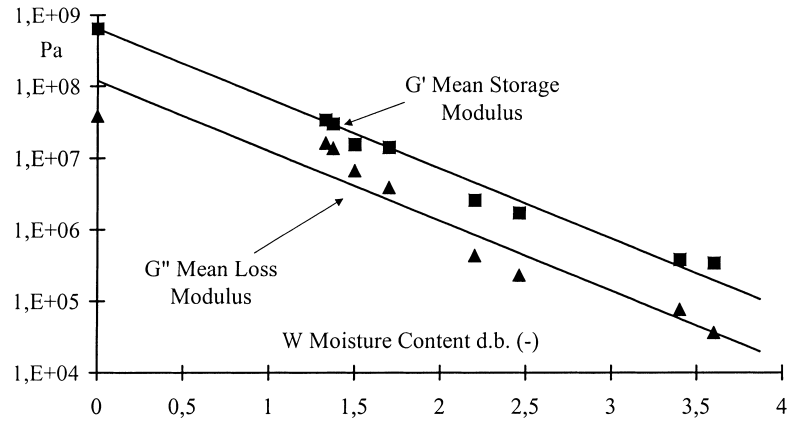 1,E+09
Pa
1,E+08
G' Mean Storage
Modulus
1,E+07
1,E+06
G" Mean Loss
Modulus
1,E+05
W Moisture Content d.b. (-)
1,E+04
0 0,5 1 1,5 2 2,5 3 3,5 4